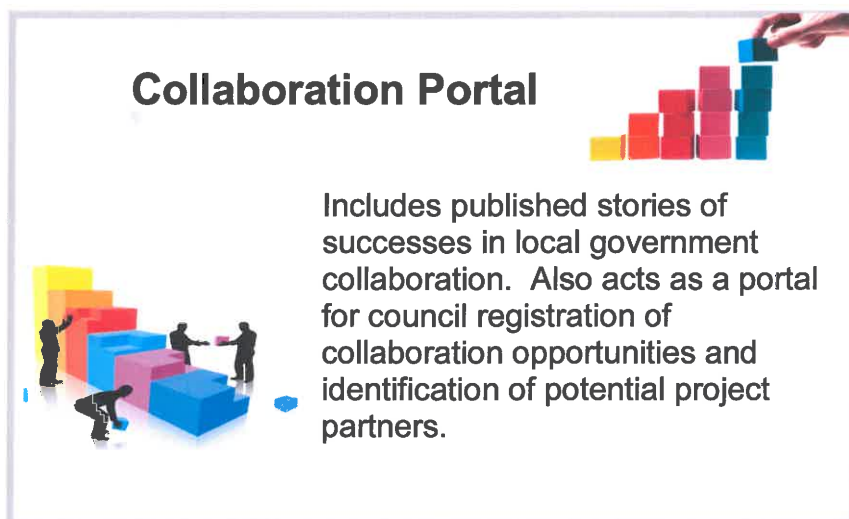 Collaboration Portal
Includes published stories of
successes in local government
collaboration.  Also acts as a portal
for council registration of
collaboration opportunities and
identification of potential project
partners.